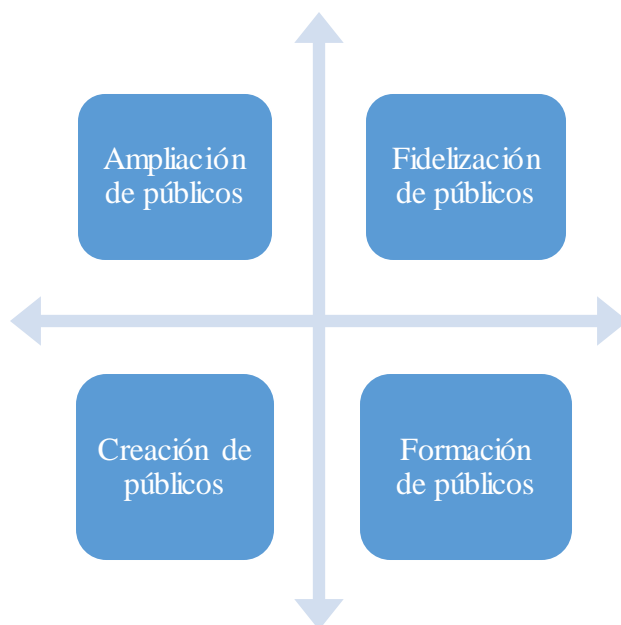 Ampliación
de públicos
Fidelización
de públicos
Creación de
públicos
Formación
de públicos